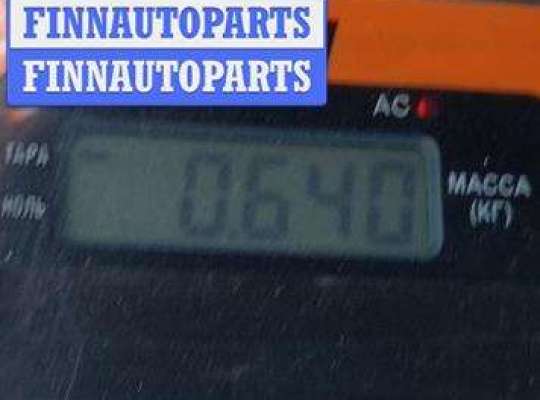 FINNAUTOPARTS
FINNAUTOPARTS
AC
ТАРА
0.640
МАССА
НОЛЬ
(КГ)